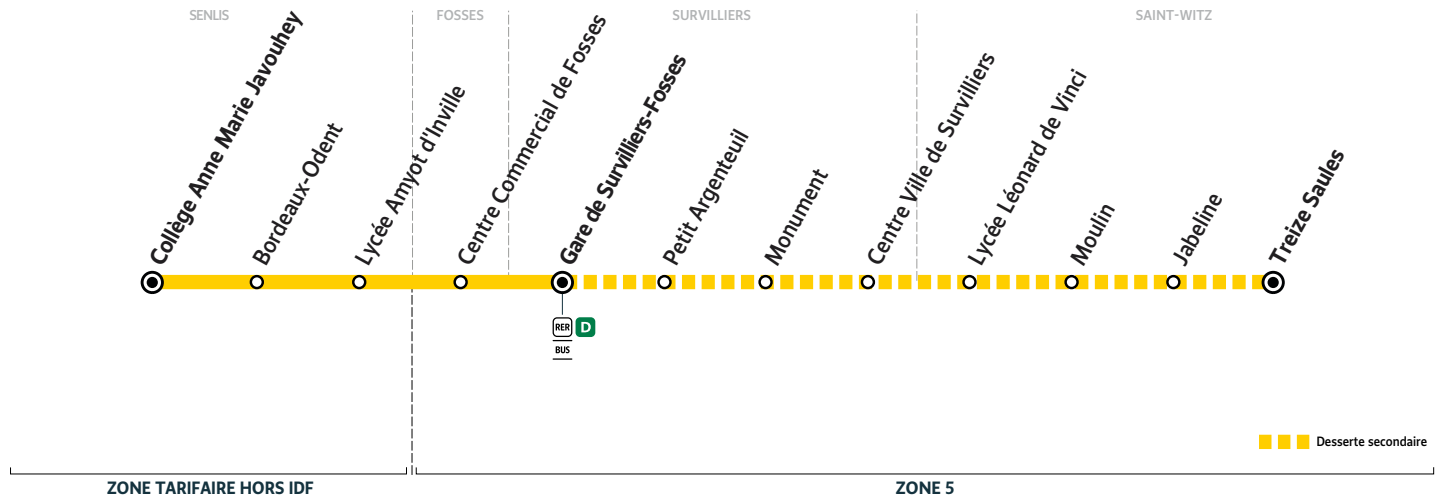 SENLIS
FOSSES
SURVILLIERS
SAINT-WITZ
Collège Anne Marie Javouhey
Bordeaux-Odent
Lycée Amyot d'Inville
Centre Commercial de Fosses
Gare de Survilliers-Fosses
Petit Argenteuil
Monument
Centre Ville de Survilliers
Lycée Léonard de Vinci
Moulin
Jabeline
Treize Saules
RER D
BUS
Desserte secondaire
ZONE TARIFAIRE HORS IDF
ZONE 5